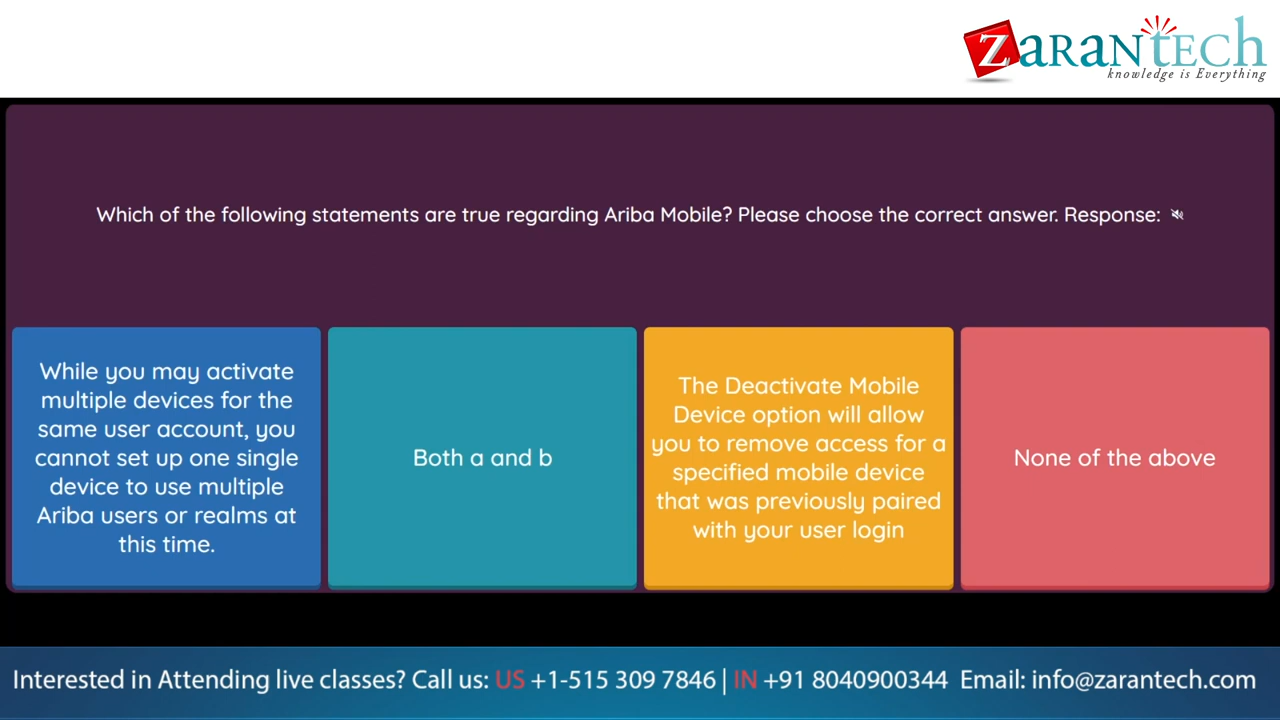 ZARANTECH
knowledge is Everything
Which of the following statements are true regarding Ariba Mobile? Please choose the correct answer. Response:
While you may activate
multiple devices for the
same user account, you
cannot set up one single
device to use multiple
Ariba users or realms at
this time.
Both a and b
The Deactivate Mobile
Device option will allow
you to remove access for a
specified mobile device
that was previously paired
with your user login
None of the above
Interested in Attending live classes? Call us: US +1-515 309 7846 | IN +91 8040900344 Email: info@zarantech.com